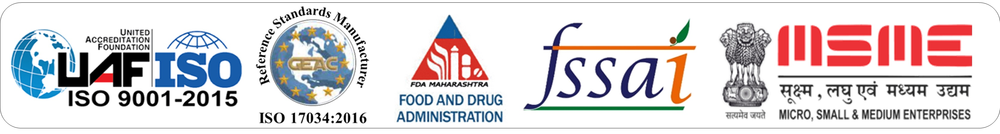 UNITED
ACCREDITATION
FOUNDATION
UAF ISO
ISO 9001-2015
Reference Standards Manufacturer
GEAC
ISO 17034:2016
FDA MAHARASHTRA
FOOD AND DRUG
ADMINISTRATION
fssai
सत्यमेव जयते
MSME
सूक्ष्म , लघु एवं मध्यम उद्यम
MICRO, SMALL & MEDIUM ENTERPRISES